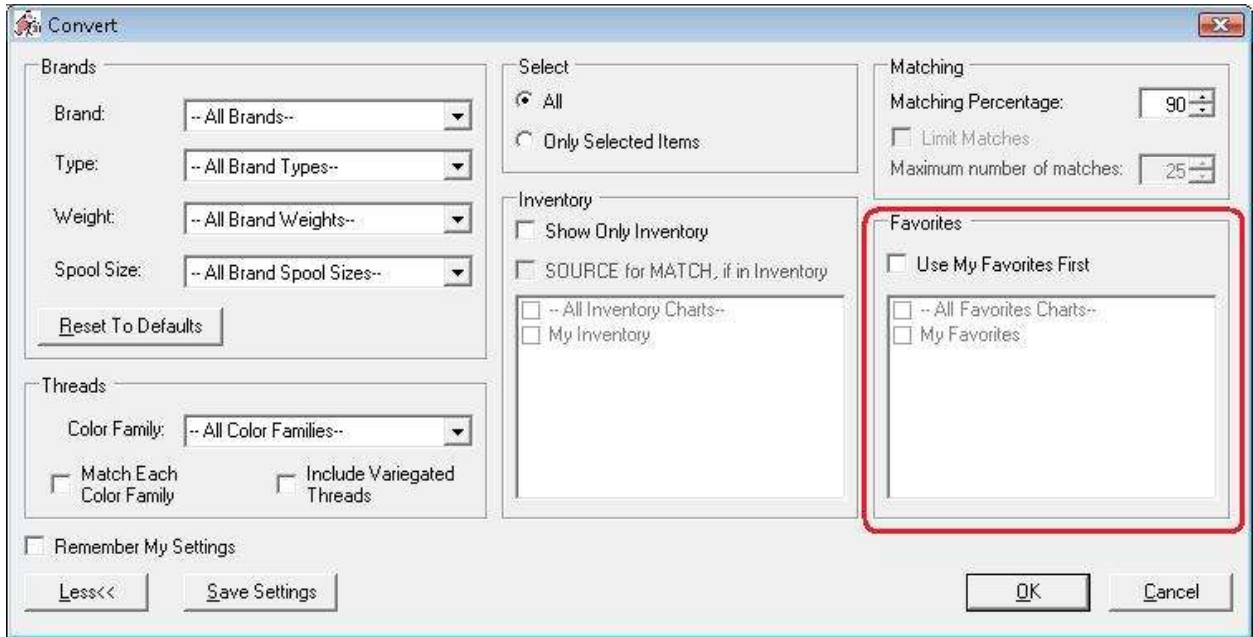 Convert
Brands
Brand: -- All Brands--
Type: -- All Brand Types--
Weight: -- All Brand Weights--
Spool Size: -- All Brand Spool Sizes--
Reset To Defaults
Threads
Color Family: -- All Color Families--
Match Each
Color Family
Include Variegated
Threads
Remember My Settings
Less<<
Save Settings
Select
All
Only Selected Items
Inventory
Show Only Inventory
SOURCE for MATCH, if in Inventory
-- All Inventory Charts--
My Inventory
Matching
Matching Percentage: 90
Limit Matches
Maximum number of matches: 25
Favorites
Use My Favorites First
-- All Favorites Charts--
My Favorites
OK
Cancel